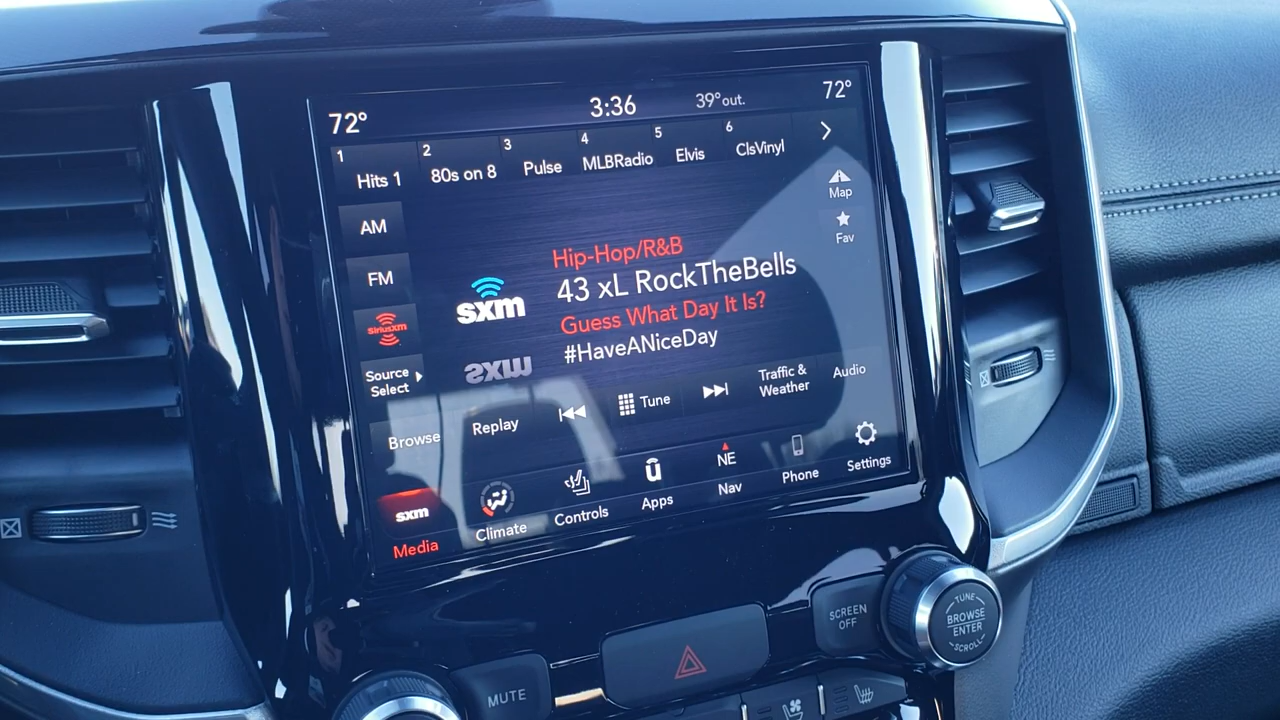 72° 3:36 39°out. 72°
1 Hits 1
2 80s on 8
3 Pulse
4 MLBRadio
5 Elvis
6 ClsVinyl
AM
FM
SiriusXM
Source
Select
Browse
Map
Fav
sxm
sxm
Hip-Hop/R&B
43 xL RockTheBells
Guess What Day It Is?
#HaveANiceDay
Replay
Tune
Traffic &
Weather
Audio
sxm
Media
Climate
Controls
û
Apps
NE
Nav
Phone
Settings
MUTE
SCREEN
OFF
TUNE
BROWSE
ENTER
SCROLL